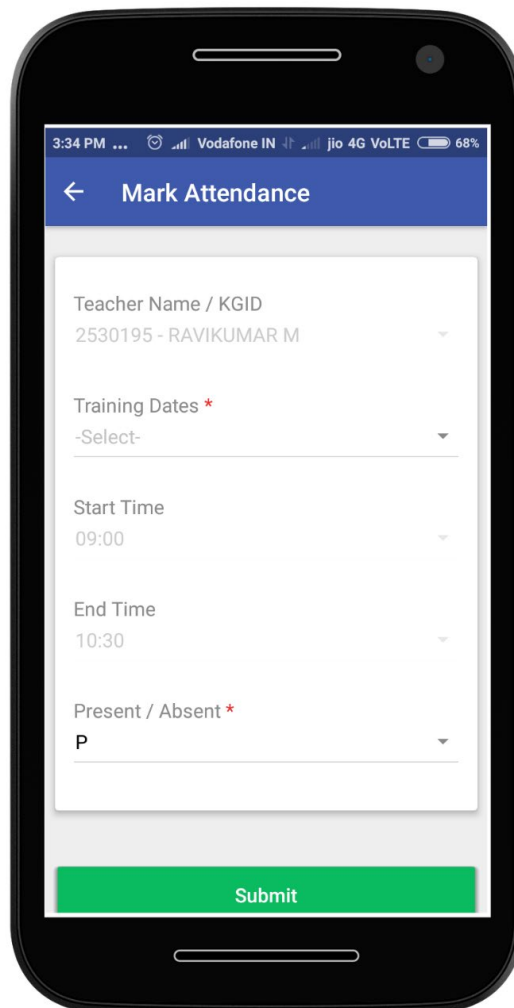 3:34 PM ... Vodafone IN jio 4G VoLTE 68%
Mark Attendance
Teacher Name / KGID
2530195 - RAVIKUMAR M
Training Dates *
-Select-
Start Time
09:00
End Time
10:30
Present / Absent *
P
Submit